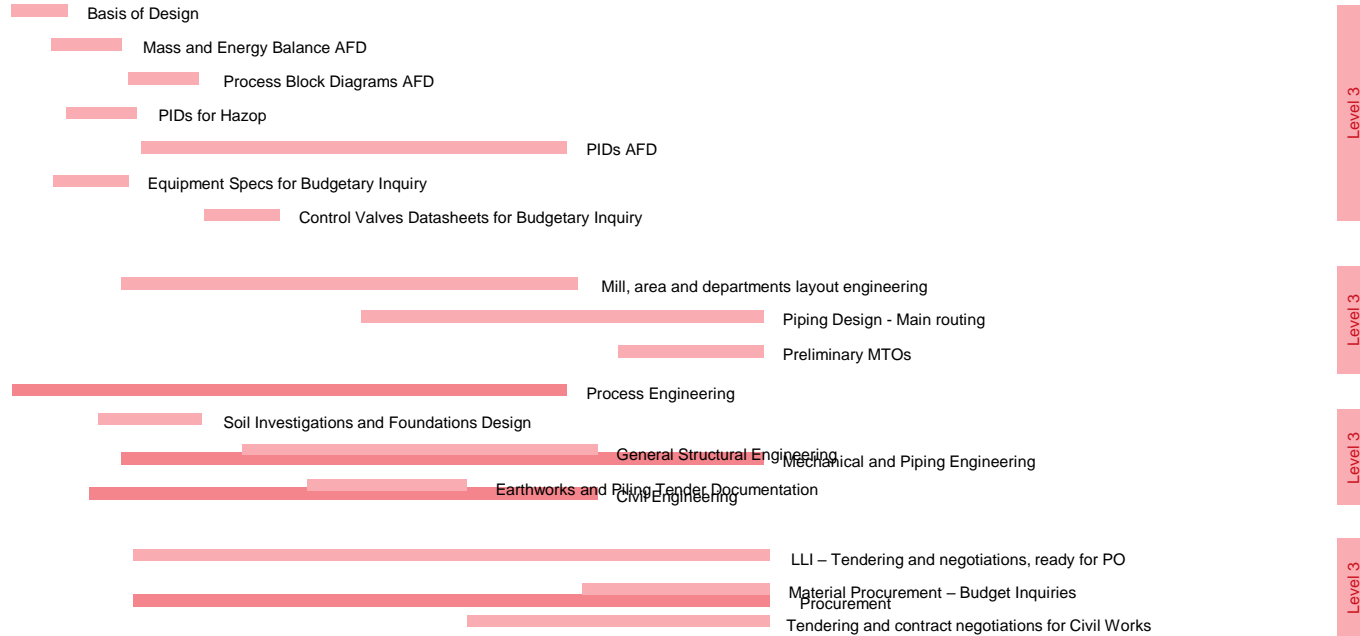 Basis of Design
Mass and Energy Balance AFD
Process Block Diagrams AFD
PIDs for Hazop
PIDs AFD
Equipment Specs for Budgetary Inquiry
Control Valves Datasheets for Budgetary Inquiry
Level 3
Mill, area and departments layout engineering
Piping Design - Main routing
Preliminary MTOs
Level 3
Process Engineering
Soil Investigations and Foundations Design
General Structural Engineering
Mechanical and Piping Engineering
Earthworks and Piling Tender Documentation
Civil Engineering
Level 3
LLI – Tendering and negotiations, ready for PO
Material Procurement – Budget Inquiries
Procurement
Tendering and contract negotiations for Civil Works
Level 3